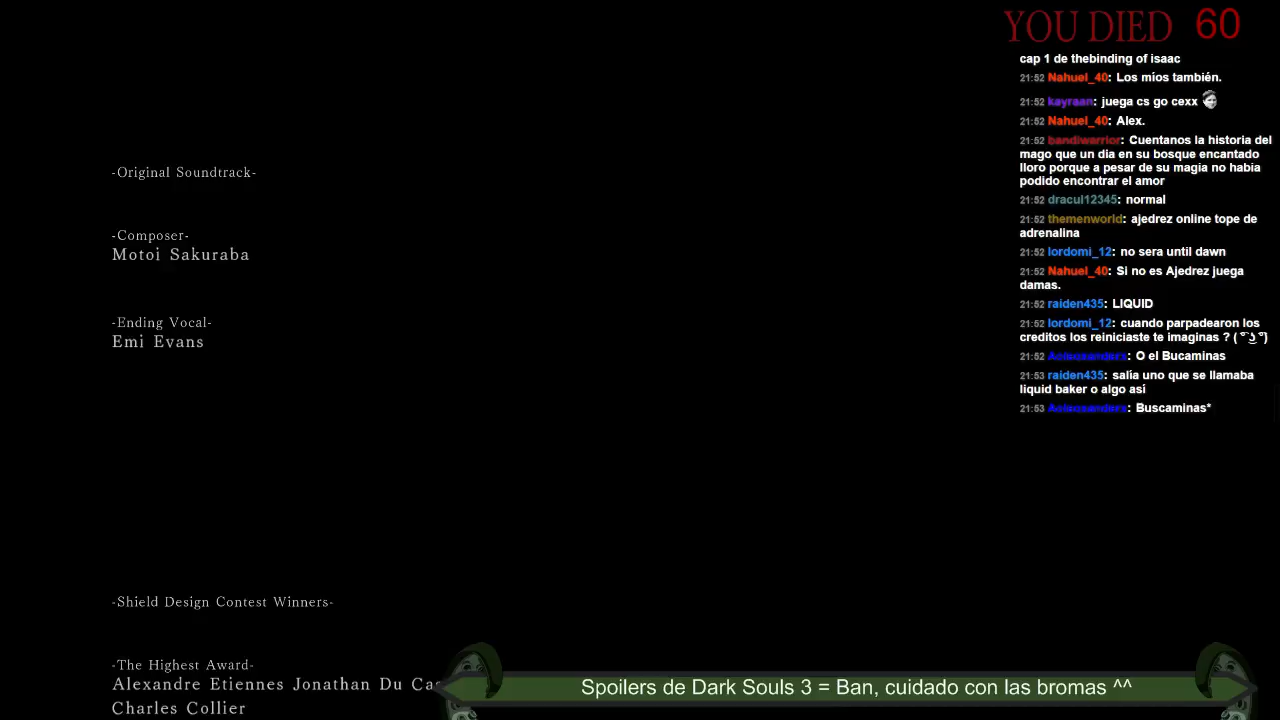 YOU DIED 60
cap 1 de thebinding of isaac
21:52 Nahuel_40: Los míos también.
21:52 kayraan: juega cs go cexx
21:52 Nahuel_40: Alex.
21:52 bandiwarrior: Cuentanos la historia del
mago que un dia en su bosque encantado
lloro porque a pesar de su magia no habia
podido encontrar el amor
21:52 dracul12345: normal
21:52 themenworld: ajedrez online tope de
adrenalina
21:52 lordomi_12: no sera until dawn
21:52 Nahuel_40: Si no es Ajedrez juega
damas.
21:52 raiden435: LIQUID
21:52 lordomi_12: cuando parpadearon los
creditos los reiniciaste te imaginas ? ( ͡° ͜ʖ ͡°)
21:52 : O el Bucaminas
21:53 raiden435: salía uno que se llamaba
liquid baker o algo así
21:53 : Buscaminas*
-Original Soundtrack-
-Composer-
Motoi Sakuraba
-Ending Vocal-
Emi Evans
-Shield Design Contest Winners-
-The Highest Award-
Alexandre Etiennes Jonathan Du Cas
Charles Collier
Spoilers de Dark Souls 3 = Ban, cuidado con las bromas ^^